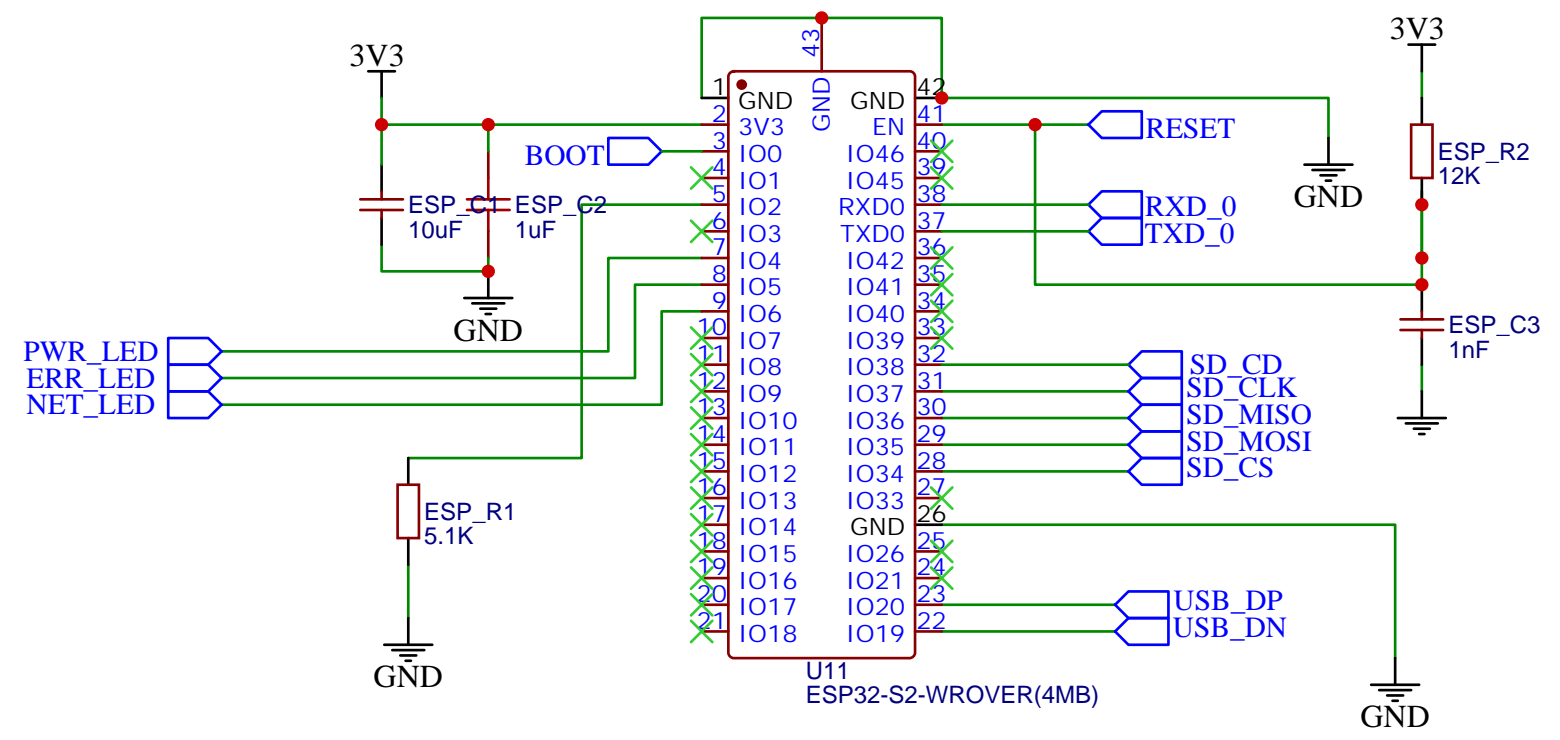 3V3
ESP_C1
10uF
ESP_C2
1uF
GND
BOOT
PWR_LED
ERR_LED
NET_LED
ESP_R1
5.1K
GND
43
GND
1 GND
2 3V3
3 IO0
4 IO1
5 IO2
6 IO3
7 IO4
8 IO5
9 IO6
10 IO7
11 IO8
12 IO9
13 IO10
14 IO11
15 IO12
16 IO13
17 IO14
18 IO15
19 IO16
20 IO17
21 IO18
GND 42
EN 41
IO46 40
IO45 39
RXD0 38
TXD0 37
IO42 36
IO41 35
IO40 34
IO39 33
IO38 32
IO37 31
IO36 30
IO35 29
IO34 28
IO33 27
GND 26
IO26 25
IO21 24
IO20 23
IO19 22
U11
ESP32-S2-WROVER(4MB)
RESET
RXD_0
TXD_0
SD_CD
SD_CLK
SD_MISO
SD_MOSI
SD_CS
USB_DP
USB_DN
GND
3V3
ESP_R2
12K
ESP_C3
1nF
GND